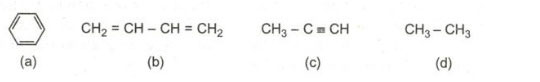 CH₂ = CH – CH = CH₂
CH₃ – C ≡ CH
CH₃ – CH₃
(a)
(b)
(c)
(d)